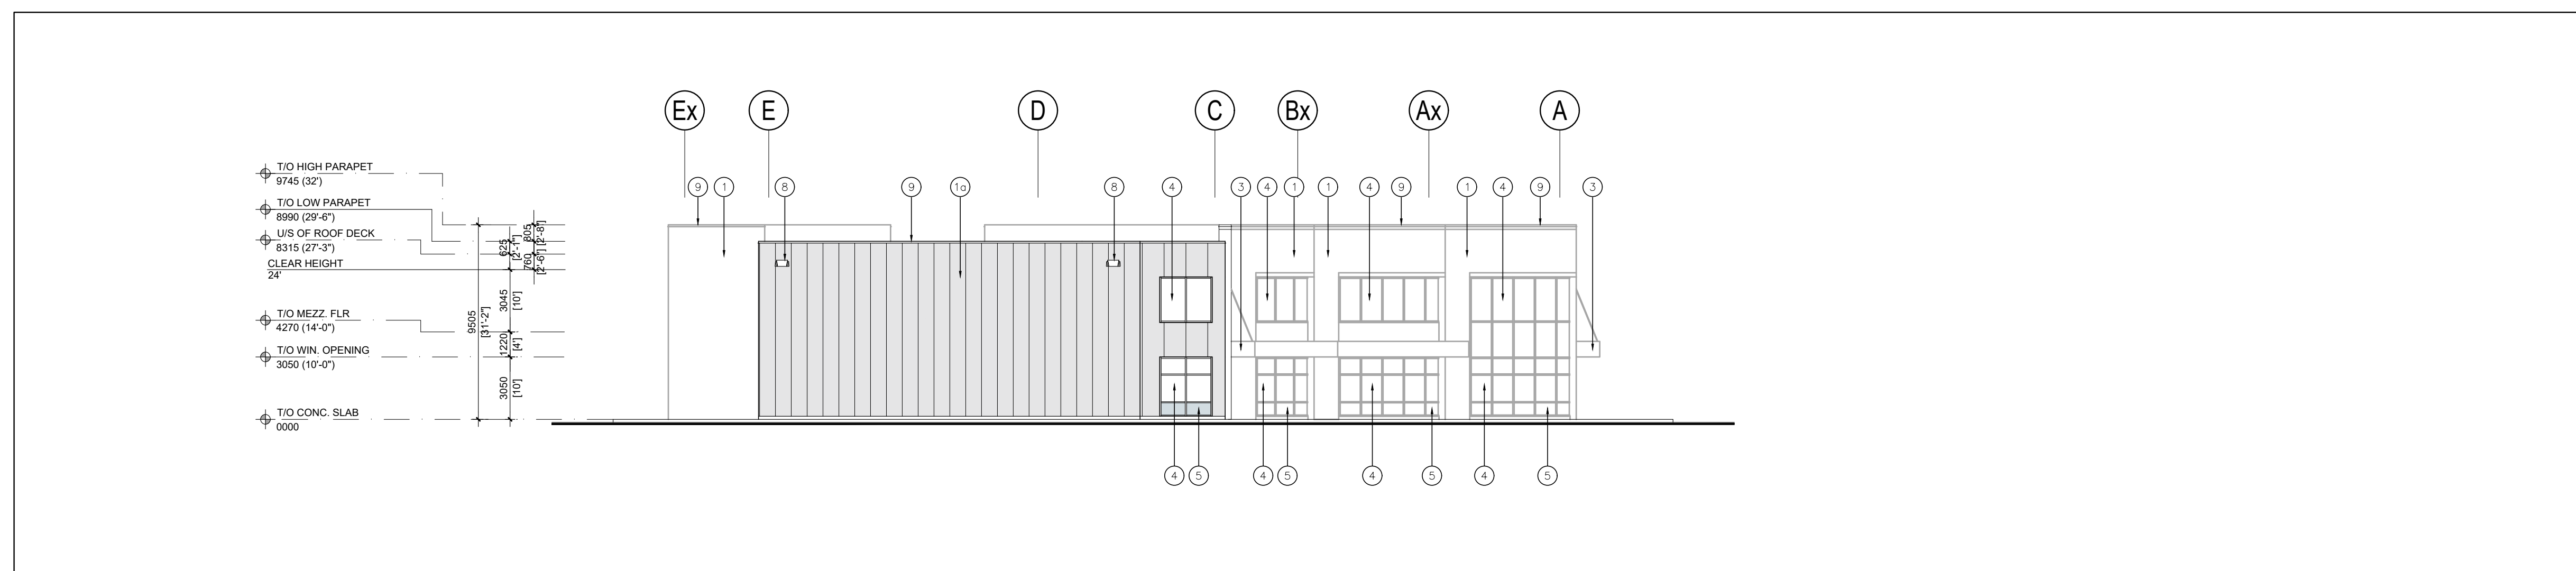 Ex E D C Bx Ax A
T/O HIGH PARAPET
9745 (32')
9 1 8 9 1a 8 4 3 4 1 1 4 9 1 4 9 3
T/O LOW PARAPET
8990 (29'-6")
U/S OF ROOF DECK
8315 (27'-3")
CLEAR HEIGHT
24'
T/O MEZZ. FLR
4270 (14'-0")
T/O WIN. OPENING
3050 (10'-0")
T/O CONC. SLAB
0000
9505
[31'-2"]
625
[2'-1"]
805
[2'-8"]
760
[2'-6"]
3045
[10']
1220
[4']
3050
[10']
4 5 4 5 4 5 4 5